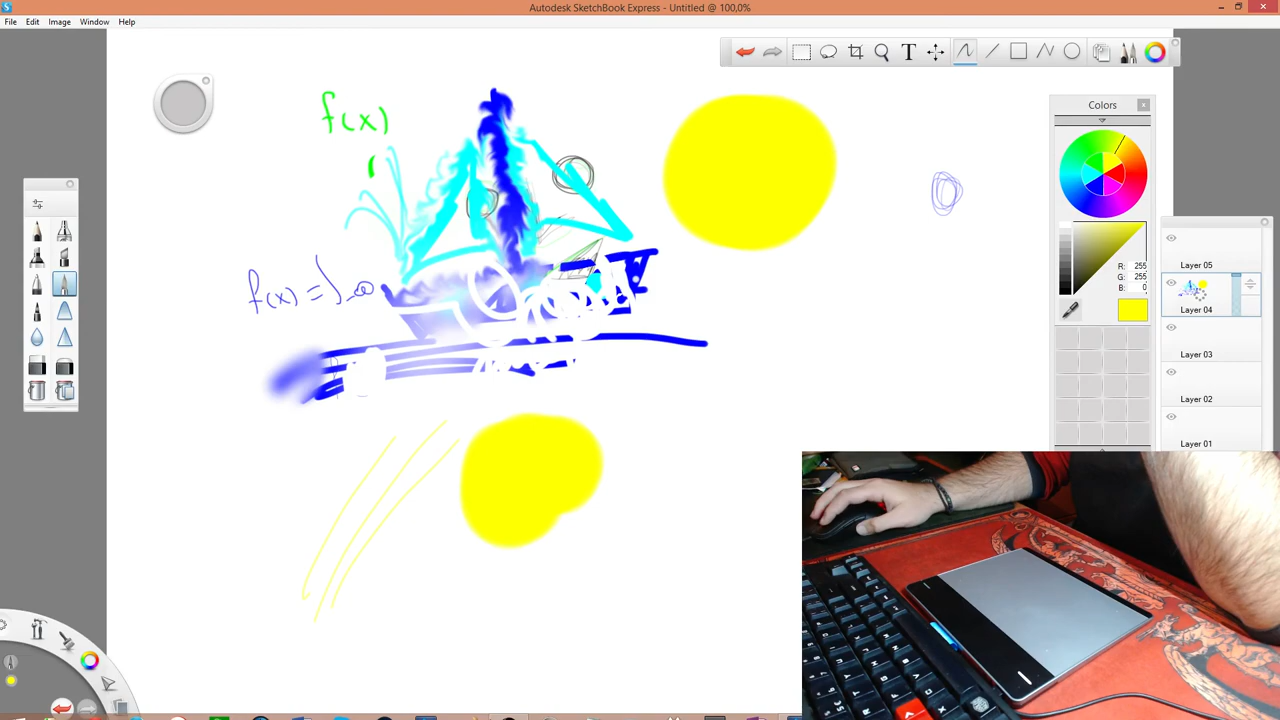 Autodesk SketchBook Express - Untitled @ 100,0%
File Edit Image Window Help
T
Colors
f(x)
R: 255
G: 255
B: 0
Layer 05
Layer 04
Layer 03
Layer 02
Layer 01
f(x) =